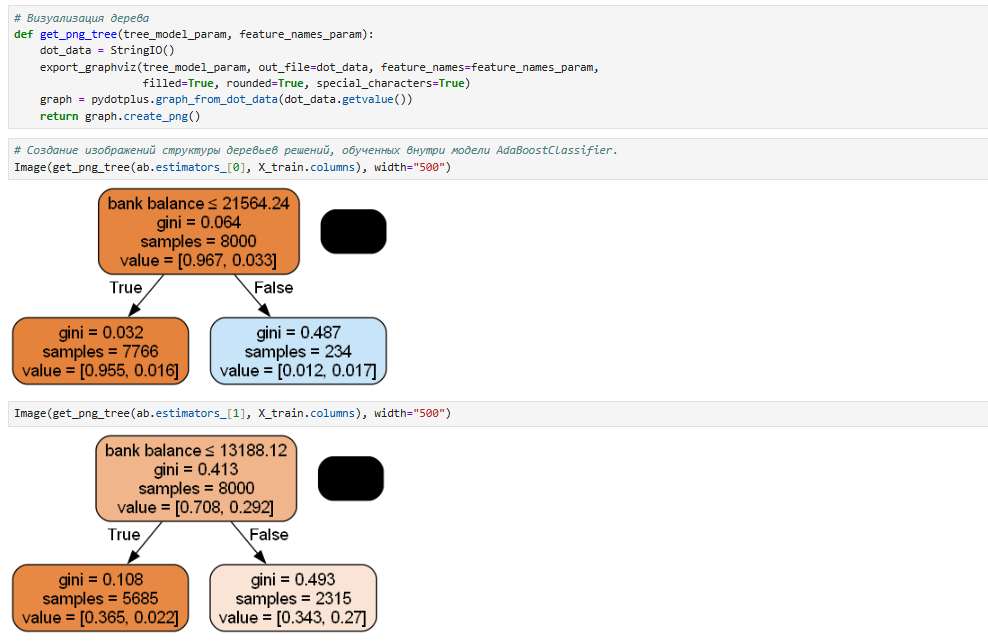 # Визуализация дерева
def get_png_tree(tree_model_param, feature_names_param):
    dot_data = StringIO()
    export_graphviz(tree_model_param, out_file=dot_data, feature_names=feature_names_param,
                    filled=True, rounded=True, special_characters=True)
    graph = pydotplus.graph_from_dot_data(dot_data.getvalue())
    return graph.create_png()
# Создание изображений структуры деревьев решений, обученных внутри модели AdaBoostClassifier.
Image(get_png_tree(ab.estimators_[0], X_train.columns), width="500")
bank balance ≤ 21564.24
gini = 0.064
samples = 8000
value = [0.967, 0.033]
True
False
gini = 0.032
samples = 7766
value = [0.955, 0.016]
gini = 0.487
samples = 234
value = [0.012, 0.017]
Image(get_png_tree(ab.estimators_[1], X_train.columns), width="500")
bank balance ≤ 13188.12
gini = 0.413
samples = 8000
value = [0.708, 0.292]
True
False
gini = 0.108
samples = 5685
value = [0.365, 0.022]
gini = 0.493
samples = 2315
value = [0.343, 0.27]